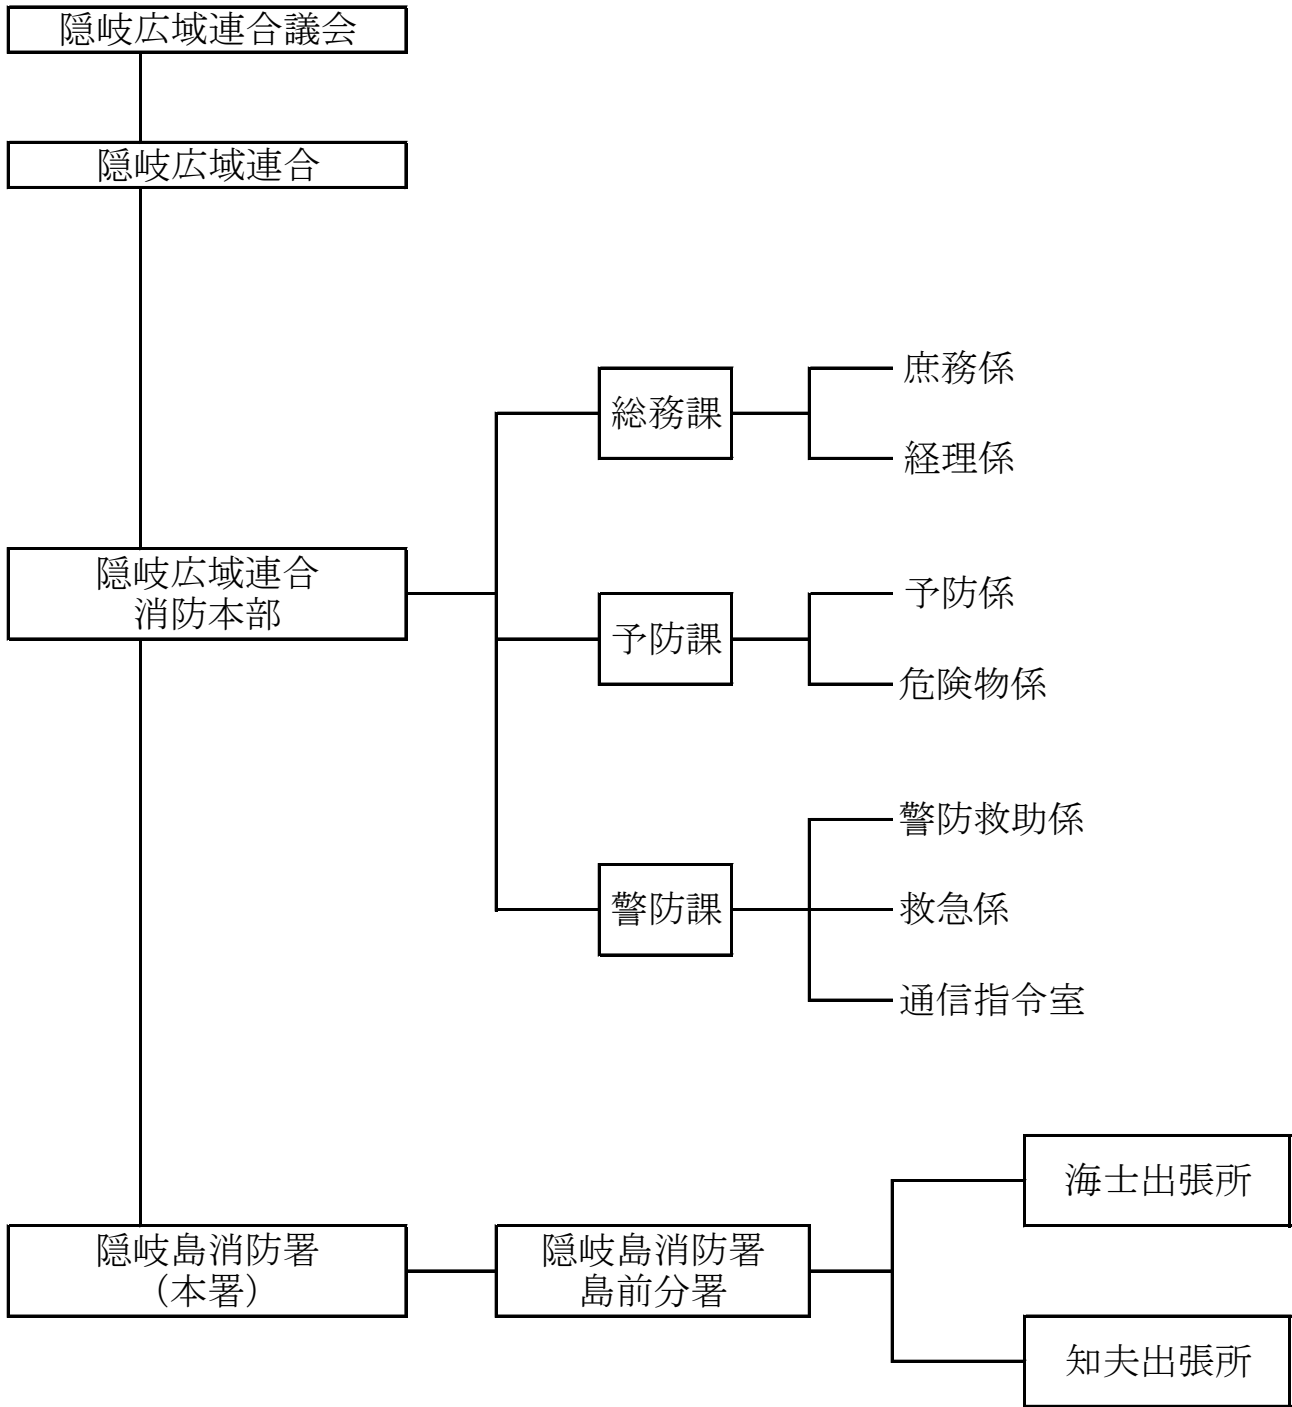 隠岐広域連合議会
隠岐広域連合
隠岐広域連合
消防本部
総務課
庶務係
経理係
予防課
予防係
危険物係
警防課
警防救助係
救急係
通信指令室
隠岐島消防署
（本署）
隠岐島消防署
島前分署
海士出張所
知夫出張所